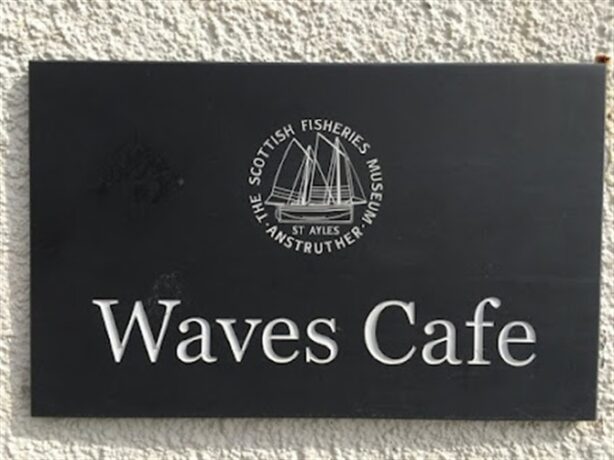 THE SCOTTISH FISHERIES MUSEUM
ST AYLES
· ANSTRUTHER ·
Waves Cafe